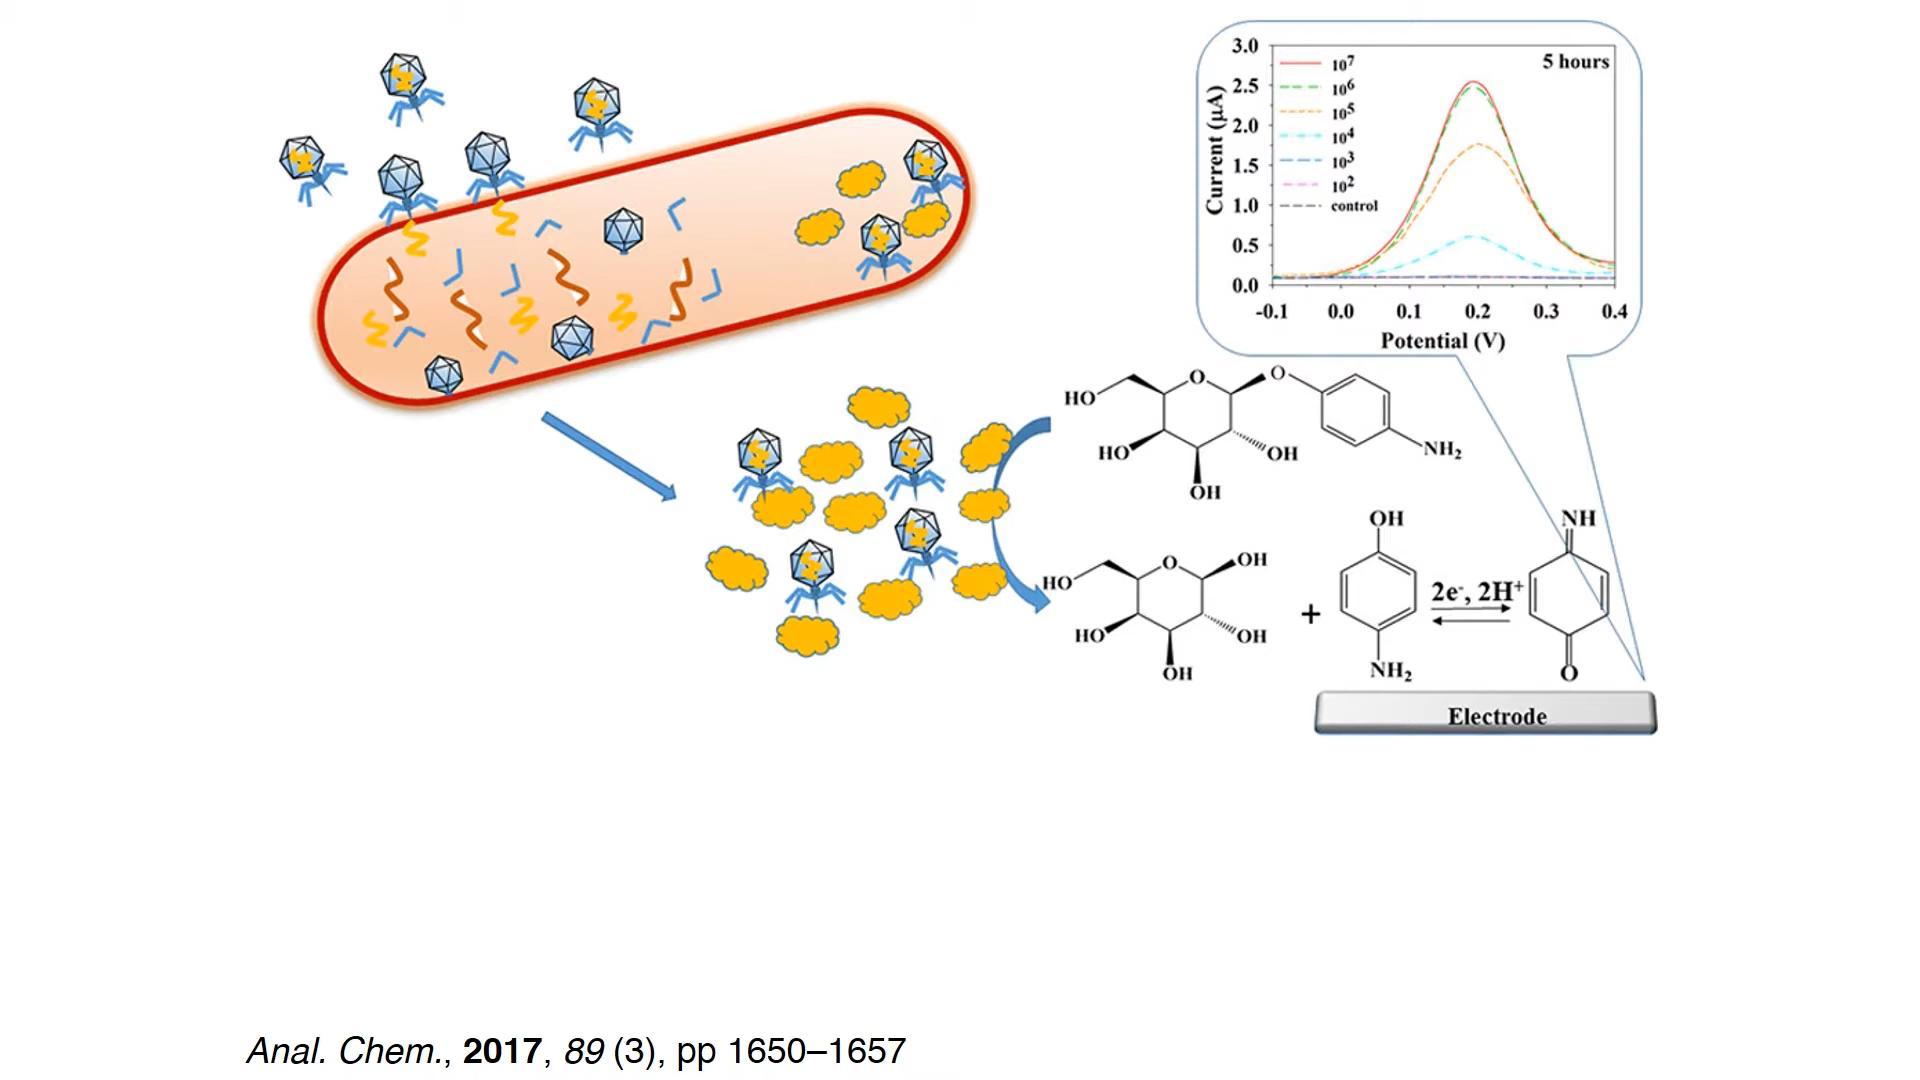 3.0
2.5
2.0
1.5
1.0
0.5
0.0
Current (µA)
5 hours
10⁷
10⁶
10⁵
10⁴
10³
10²
control
-0.1 0.0 0.1 0.2 0.3 0.4
Potential (V)
HO
O
O
HO
OH
NH₂
OH
HO
O
OH
HO
OH
OH
+
OH
NH₂
2e⁻, 2H⁺
NH
O
Electrode
Anal. Chem., 2017, 89 (3), pp 1650–1657